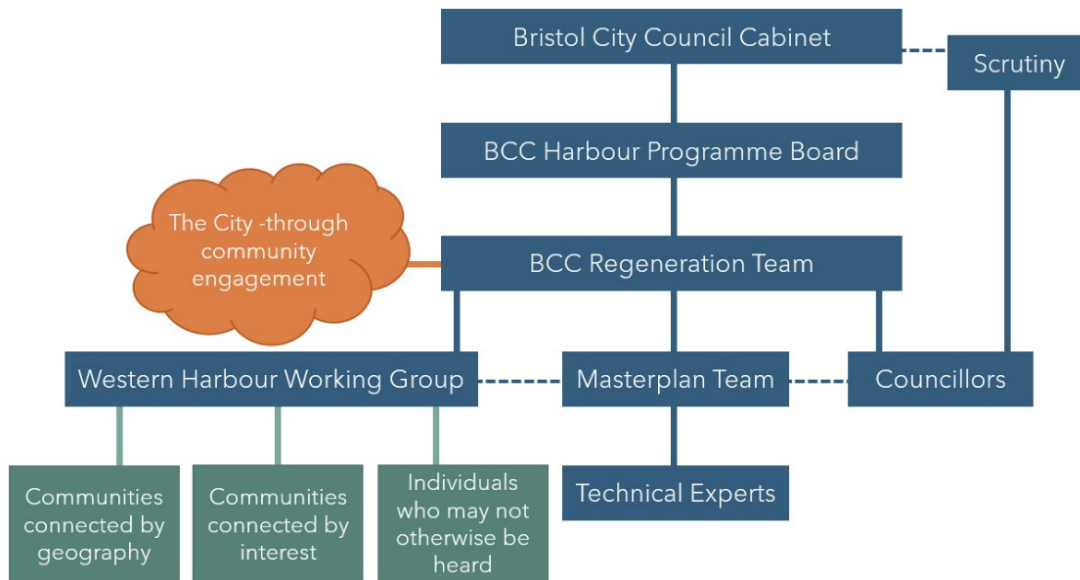 Bristol City Council Cabinet
Scrutiny
BCC Harbour Programme Board
The City -through
community
engagement
BCC Regeneration Team
Western Harbour Working Group
Masterplan Team
Councillors
Communities
connected by
geography
Communities
connected by
interest
Individuals
who may not
otherwise be
heard
Technical Experts